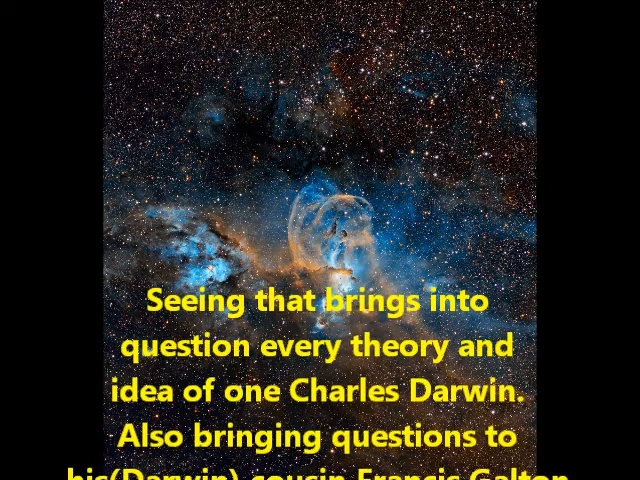 Seeing that brings into
question every theory and
idea of one Charles Darwin.
Also bringing questions to
his(Darwin) cousin Francis Galton